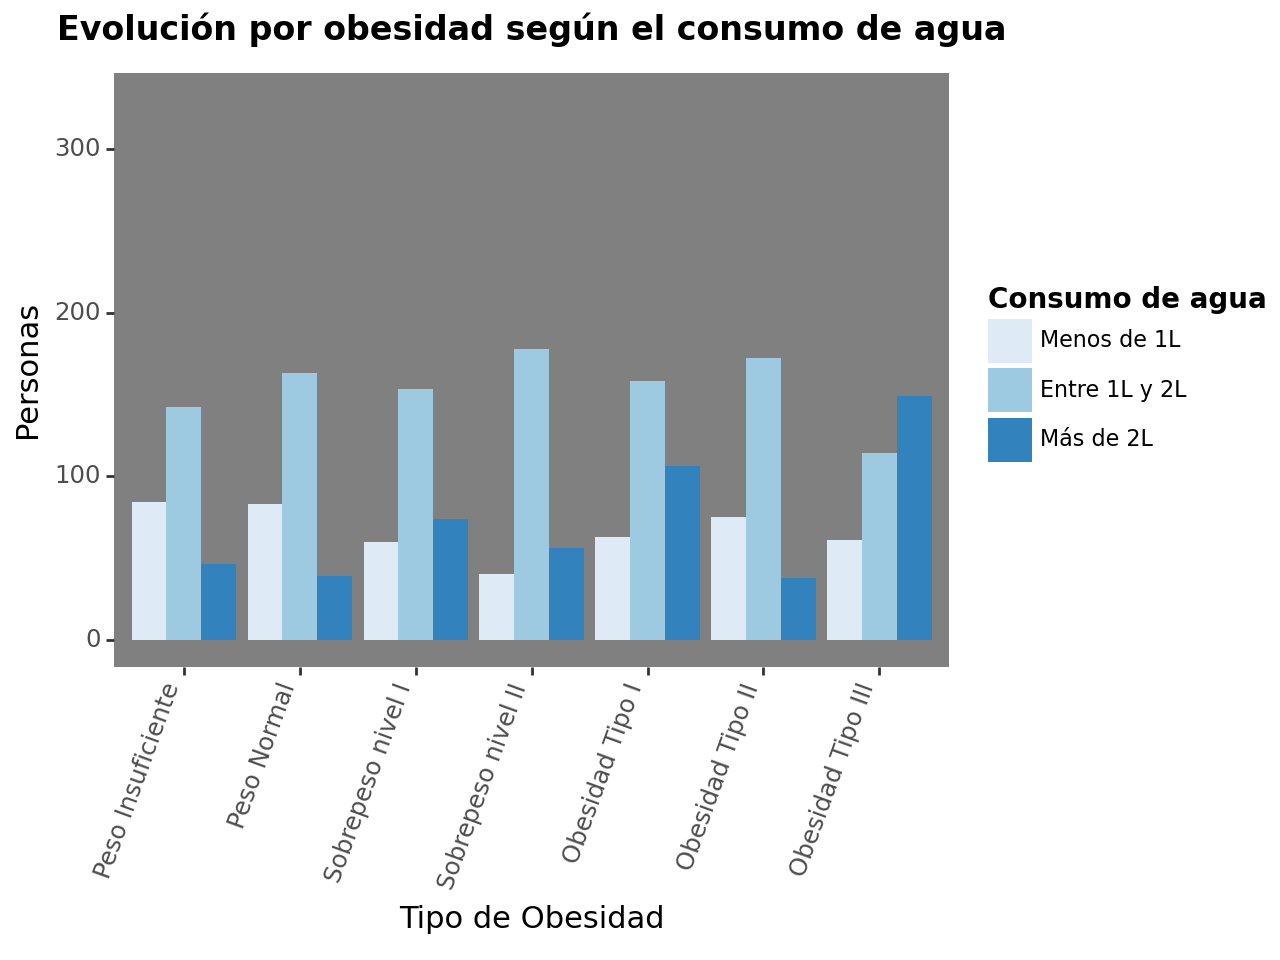 Evolución por obesidad según el consumo de agua
Personas
300
200
100
0
Peso Insuficiente
Peso Normal
Sobrepeso nivel I
Sobrepeso nivel II
Obesidad Tipo I
Obesidad Tipo II
Obesidad Tipo III
Tipo de Obesidad
Consumo de agua
Menos de 1L
Entre 1L y 2L
Más de 2L